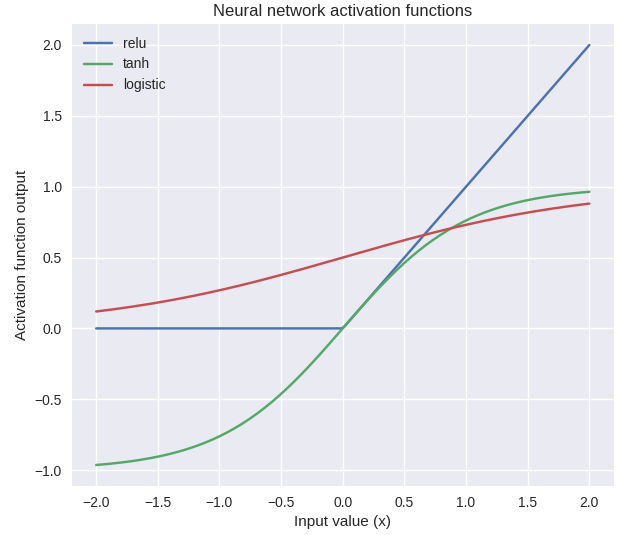 Neural network activation functions
relu
tanh
logistic
Activation function output
2.0
1.5
1.0
0.5
0.0
−0.5
−1.0
−2.0 −1.5 −1.0 −0.5 0.0 0.5 1.0 1.5 2.0
Input value (x)